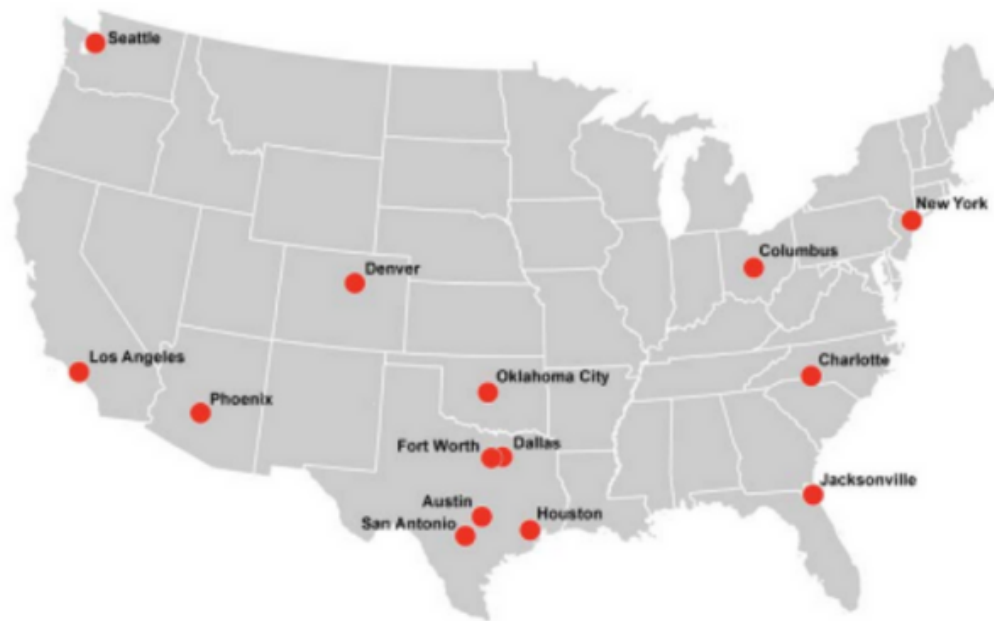 Seattle
New York
Columbus
Denver
Los Angeles
Charlotte
Oklahoma City
Phoenix
Fort Worth
Dallas
Jacksonville
Austin
Houston
San Antonio